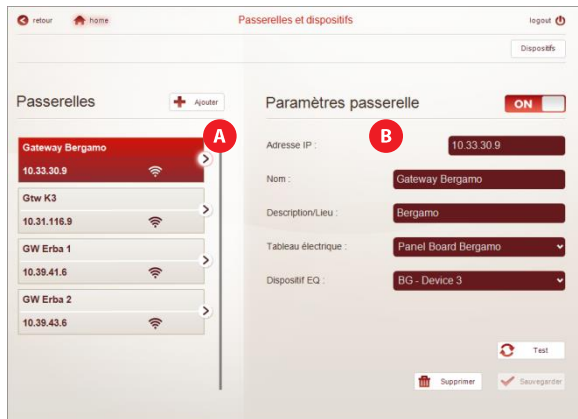 retour
home
Passerelles et dispositifs
logout
Dispositifs
Passerelles
Ajouter
A
Gateway Bergamo
10.33.30.9
Gtw K3
10.31.116.9
GW Erba 1
10.39.41.6
GW Erba 2
10.39.43.6
Paramètres passerelle
ON
B
Adresse IP :
10.33.30.9
Nom :
Gateway Bergamo
Description/Lieu :
Bergamo
Tableau électrique :
Panel Board Bergamo
Dispositif EQ :
BG - Device 3
Test
Supprimer
Sauvegarder